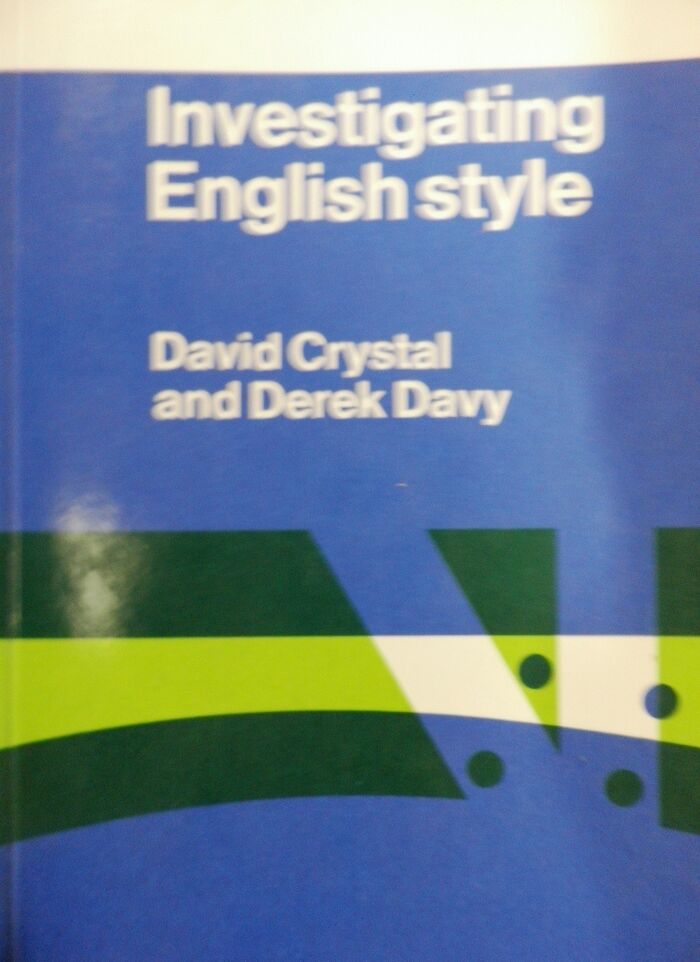 Investigating
English style
David Crystal
and Derek Davy